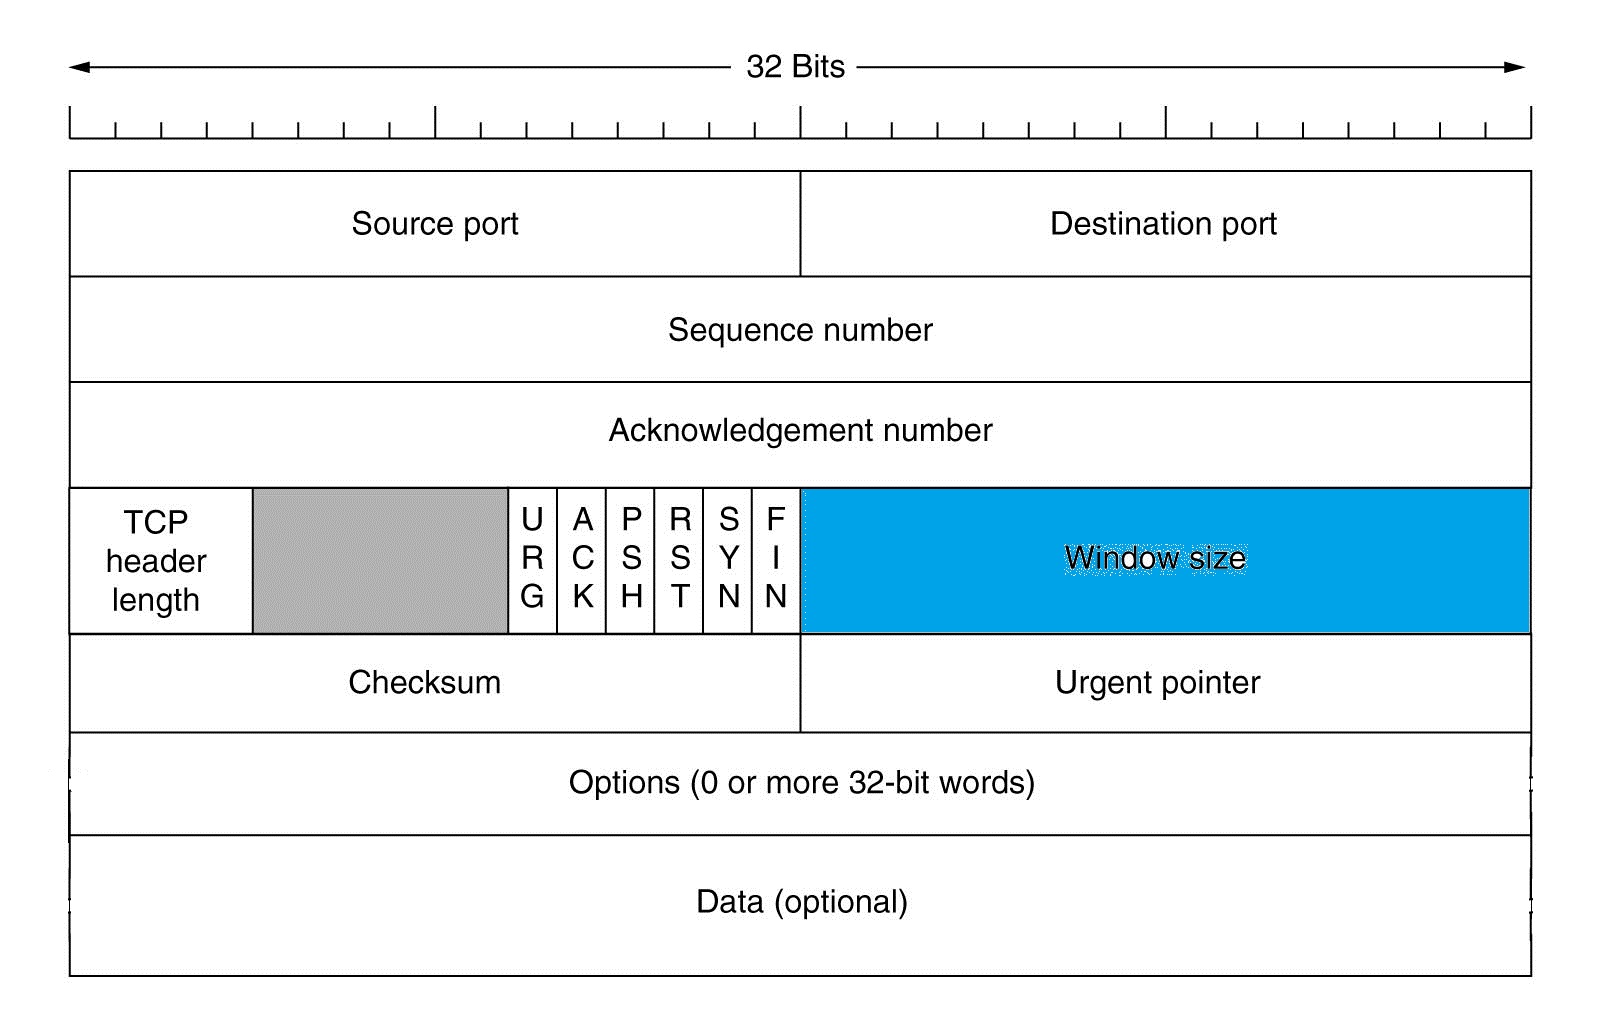 32 Bits
Source port
Destination port
Sequence number
Acknowledgement number
TCP
header
length
URG
ACK
PSH
RST
SYN
FIN
Window size
Checksum
Urgent pointer
Options (0 or more 32-bit words)
Data (optional)